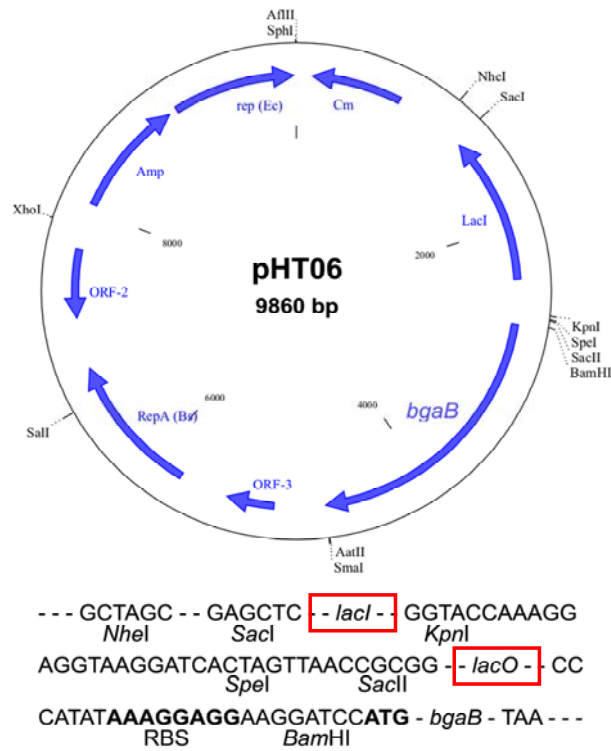 AflII
SphI
rep (Ec)
Cm
NheI
SacI
Amp
LacI
XhoI
8000
2000
pHT06
9860 bp
ORF-2
KpnI
SpeI
SacII
BamHI
bgaB
4000
6000
RepA (Bs)
SalI
ORF-3
AatII
SmaI
- - - GCTAGC - - GAGCTC - - lacI - - GGTACCAAAGG
NheI SacI KpnI
AGGTAAGGATCACTAGTTAACCGCGG - - lacO - - CC
SpeI SacII
CATATAAAGGAGGAAGGATCCATG - bgaB - TAA - - -
RBS BamHI